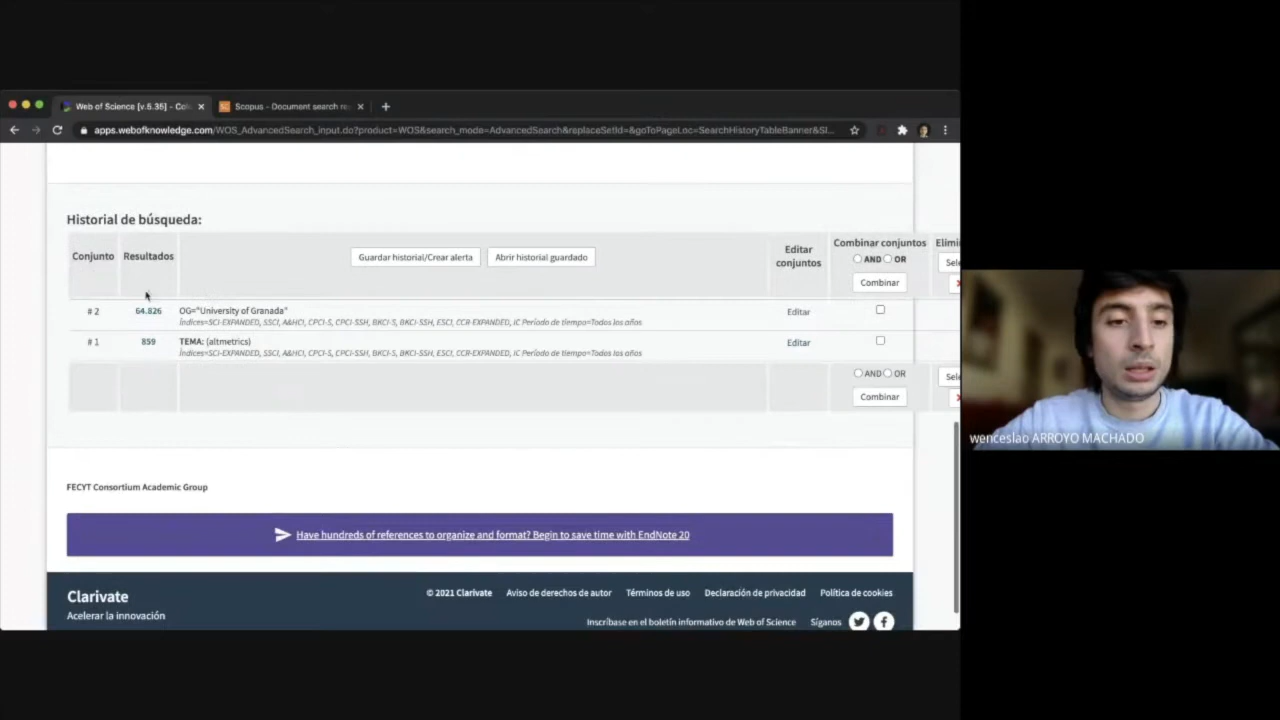 Web of Science [v.5.35] - Col
Scopus - Document search re
apps.webofknowledge.com/WOS_AdvancedSearch_input.do?product=WOS&search_mode=AdvancedSearch&replaceSetId=&goToPageLoc=SearchHistoryTableBanner&SI...
Historial de búsqueda:
Conjunto
Resultados
Guardar historial/Crear alerta
Abrir historial guardado
Editar
conjuntos
Combinar conjuntos
AND OR
Combinar
Elimi
Sele
# 2
64.826
OG="University of Granada"
Índices=SCI-EXPANDED, SSCI, A&HCI, CPCI-S, CPCI-SSH, BKCI-S, BKCI-SSH, ESCI, CCR-EXPANDED, IC Período de tiempo=Todos los años
Editar
# 1
859
TEMA: (altmetrics)
Índices=SCI-EXPANDED, SSCI, A&HCI, CPCI-S, CPCI-SSH, BKCI-S, BKCI-SSH, ESCI, CCR-EXPANDED, IC Período de tiempo=Todos los años
Editar
AND OR
Combinar
Sele
wenceslao ARROYO MACHADO
FECYT Consortium Academic Group
Have hundreds of references to organize and format? Begin to save time with EndNote 20
Clarivate
Acelerar la innovación
© 2021 Clarivate
Aviso de derechos de autor
Términos de uso
Declaración de privacidad
Política de cookies
Inscríbase en el boletín informativo de Web of Science
Síganos